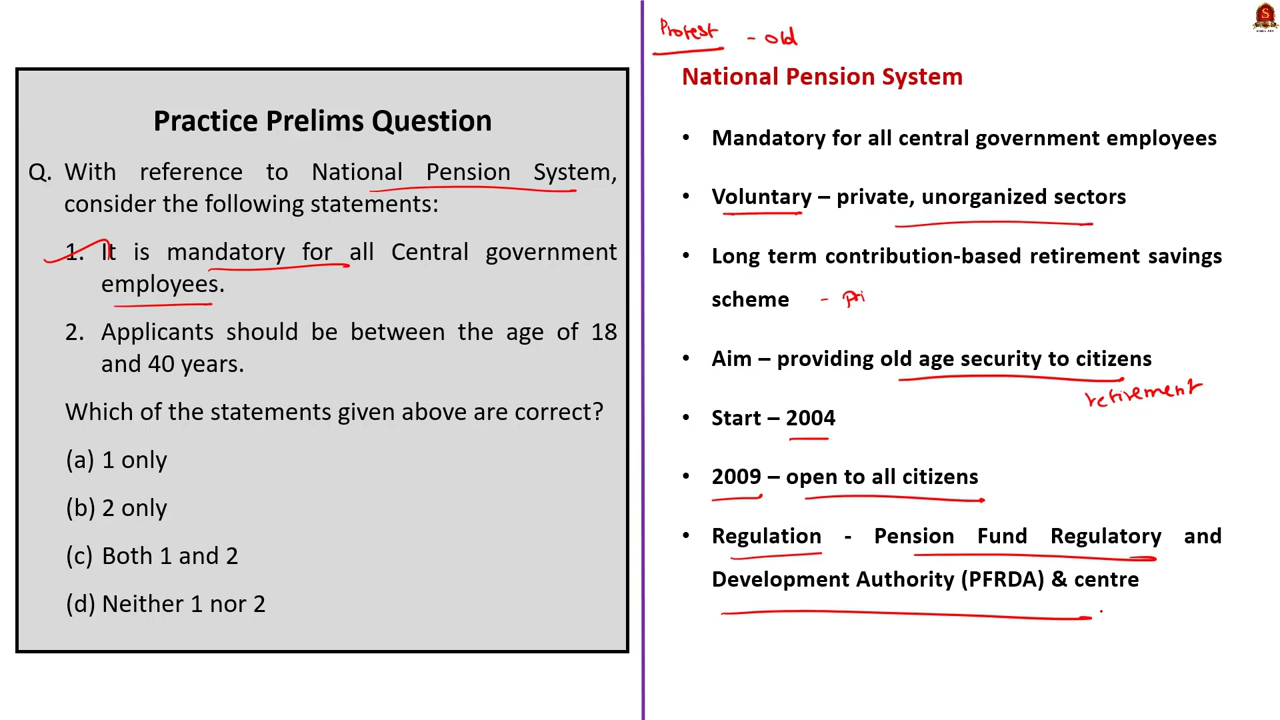 Practice Prelims Question
Q. With reference to National Pension System,
consider the following statements:
1. It is mandatory for all Central government
employees.
2. Applicants should be between the age of 18
and 40 years.
Which of the statements given above are correct?
(a) 1 only
(b) 2 only
(c) Both 1 and 2
(d) Neither 1 nor 2
Protest - old
National Pension System
• Mandatory for all central government employees
• Voluntary – private, unorganized sectors
• Long term contribution-based retirement savings
scheme - pri
• Aim – providing old age security to citizens
retirement
• Start – 2004
• 2009 – open to all citizens
• Regulation - Pension Fund Regulatory and
Development Authority (PFRDA) & centre